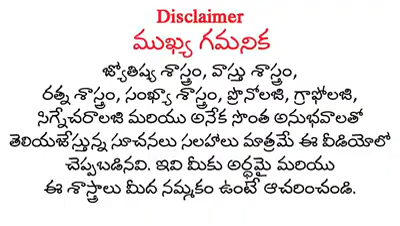 Disclaimer
ముఖ్య గమనిక
జ్యోతిష్య శాస్త్రం, వాస్తు శాస్త్రం,
రత్న శాస్త్రం, సంఖ్యా శాస్త్రం, ప్రొనోలజి, గ్రాఫోలజి,
సిగ్నేచరాలజి మరియు అనేక సొంత అనుభవాలతో
తెలియజేస్తున్న సూచనలు సలహాలు మాత్రమే ఈ వీడియోలో
చెప్పబడినవి. ఇవి మీకు అర్ధమై మరియు
ఈ శాస్త్రాలు మీద నమ్మకం ఉంటే ఆచరించండి.